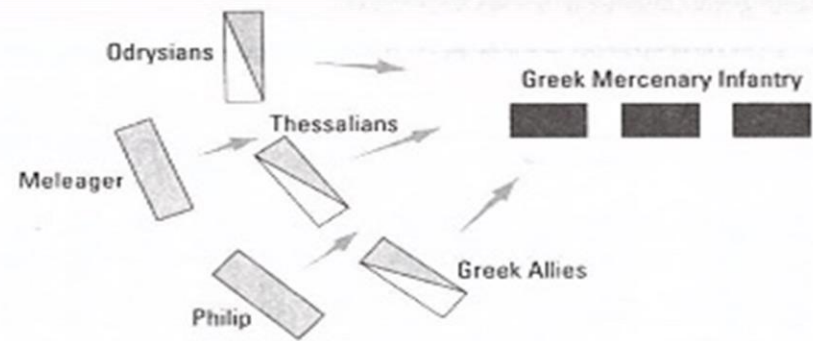 Odrysians
Greek Mercenary Infantry
Thessalians
Meleager
Greek Allies
Philip